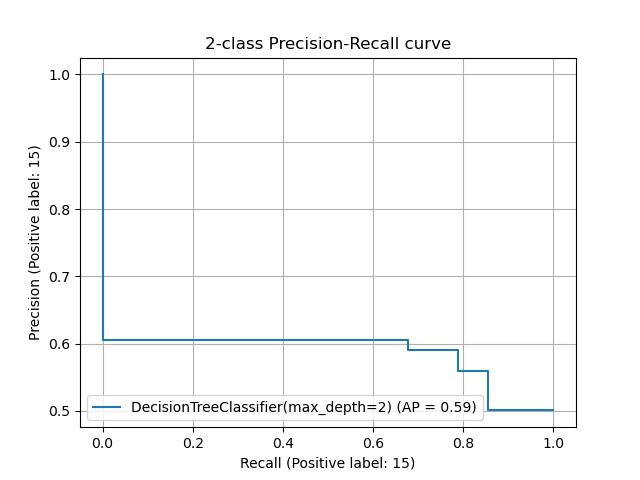 2-class Precision-Recall curve
1.0
0.9
0.8
0.7
0.6
0.5
Precision (Positive label: 15)
DecisionTreeClassifier(max_depth=2) (AP = 0.59)
0.0 0.2 0.4 0.6 0.8 1.0
Recall (Positive label: 15)